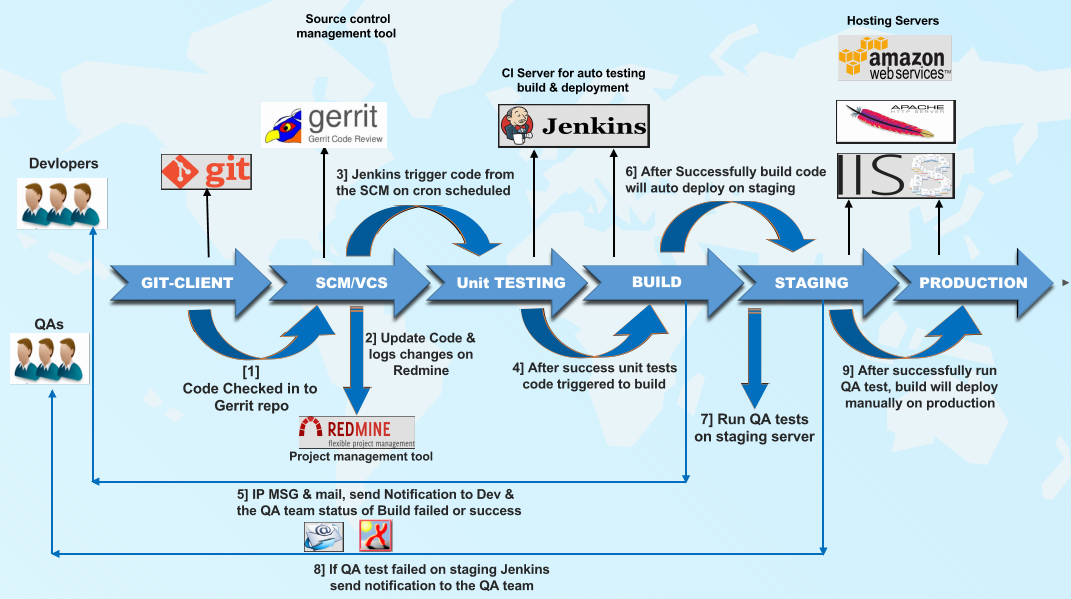 Source control
management tool
Hosting Servers
amazon
web services™
CI Server for auto testing
build & deployment
gerrit
Gerrit Code Review
Jenkins
APACHE
HTTP SERVER
git
IIS
Devlopers
3] Jenkins trigger code from
the SCM on cron scheduled
6] After Successfully build code
will auto deploy on staging
GIT-CLIENT
SCM/VCS
Unit TESTING
BUILD
STAGING
PRODUCTION
QAs
[1]
Code Checked in to
Gerrit repo
2] Update Code &
logs changes on
Redmine
4] After success unit tests
code triggered to build
7] Run QA tests
on staging server
9] After successfully run
QA test, build will deploy
manually on production
REDMINE
flexible project management
Project management tool
5] IP MSG & mail, send Notification to Dev &
the QA team status of Build failed or success
8] If QA test failed on staging Jenkins
send notification to the QA team